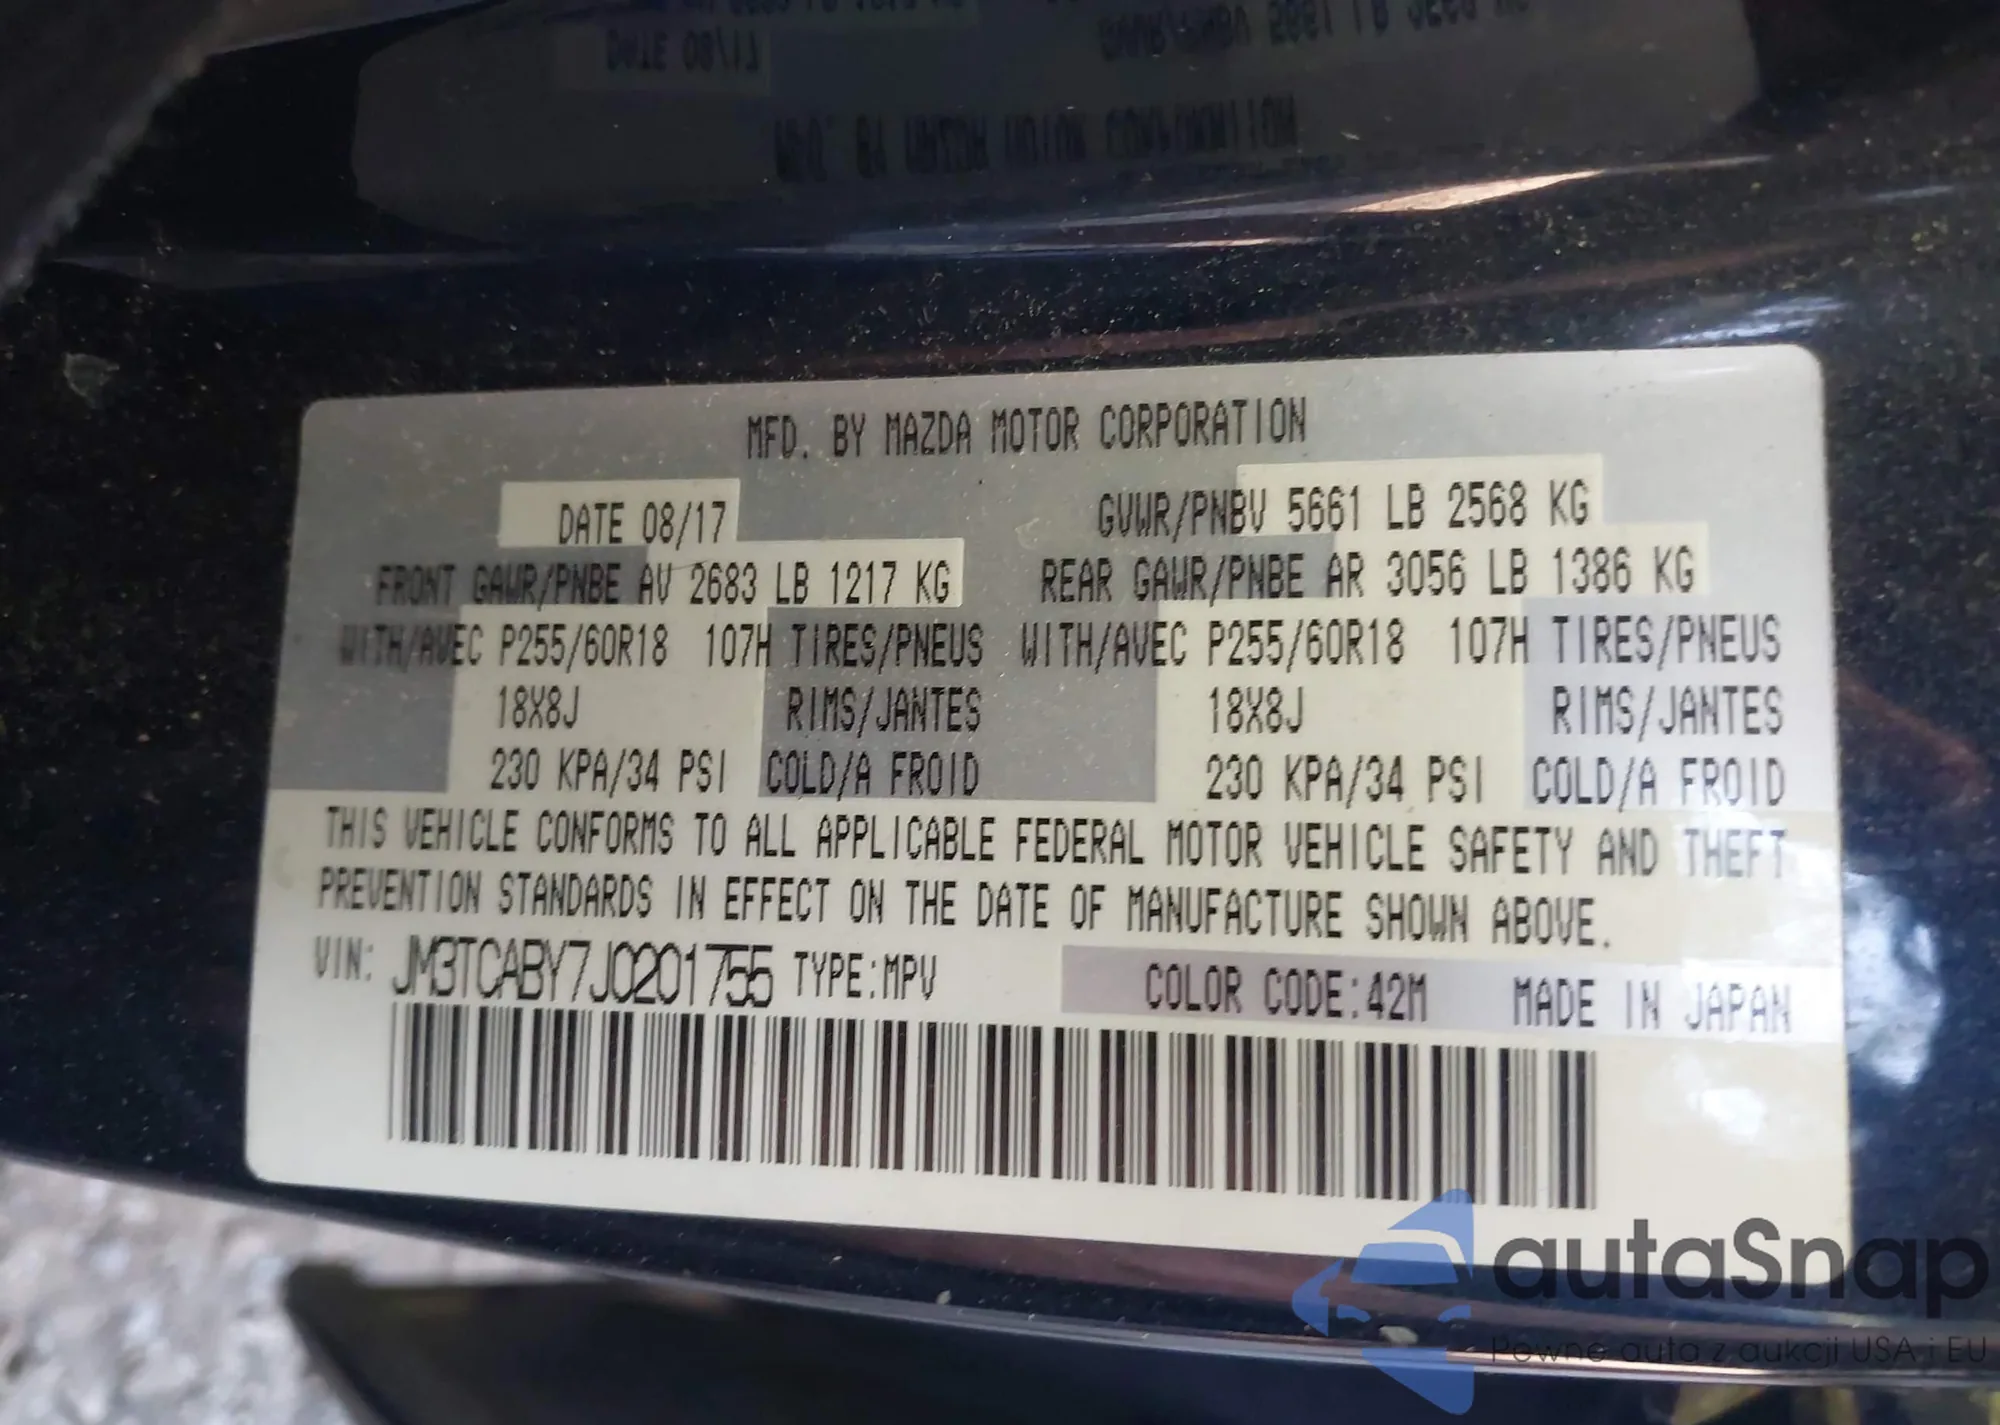 MFD. BY MAZDA MOTOR CORPORATION
DATE 08/17 GVWR/PNBV 5661 LB 2568 KG
FRONT GAWR/PNBE AV 2683 LB 1217 KG REAR GAWR/PNBE AR 3056 LB 1386 KG
WITH/AVEC P255/60R18 107H TIRES/PNEUS WITH/AVEC P255/60R18 107H TIRES/PNEUS
18X8J RIMS/JANTES 18X8J RIMS/JANTES
230 KPA/34 PSI COLD/A FROID 230 KPA/34 PSI COLD/A FROID
THIS VEHICLE CONFORMS TO ALL APPLICABLE FEDERAL MOTOR VEHICLE SAFETY AND THEFT
PREVENTION STANDARDS IN EFFECT ON THE DATE OF MANUFACTURE SHOWN ABOVE.
VIN: JM3TCABY7J0201755 TYPE:MPV COLOR CODE:42M MADE IN JAPAN
autaSnap
Pewne auta z aukcji USA i EU